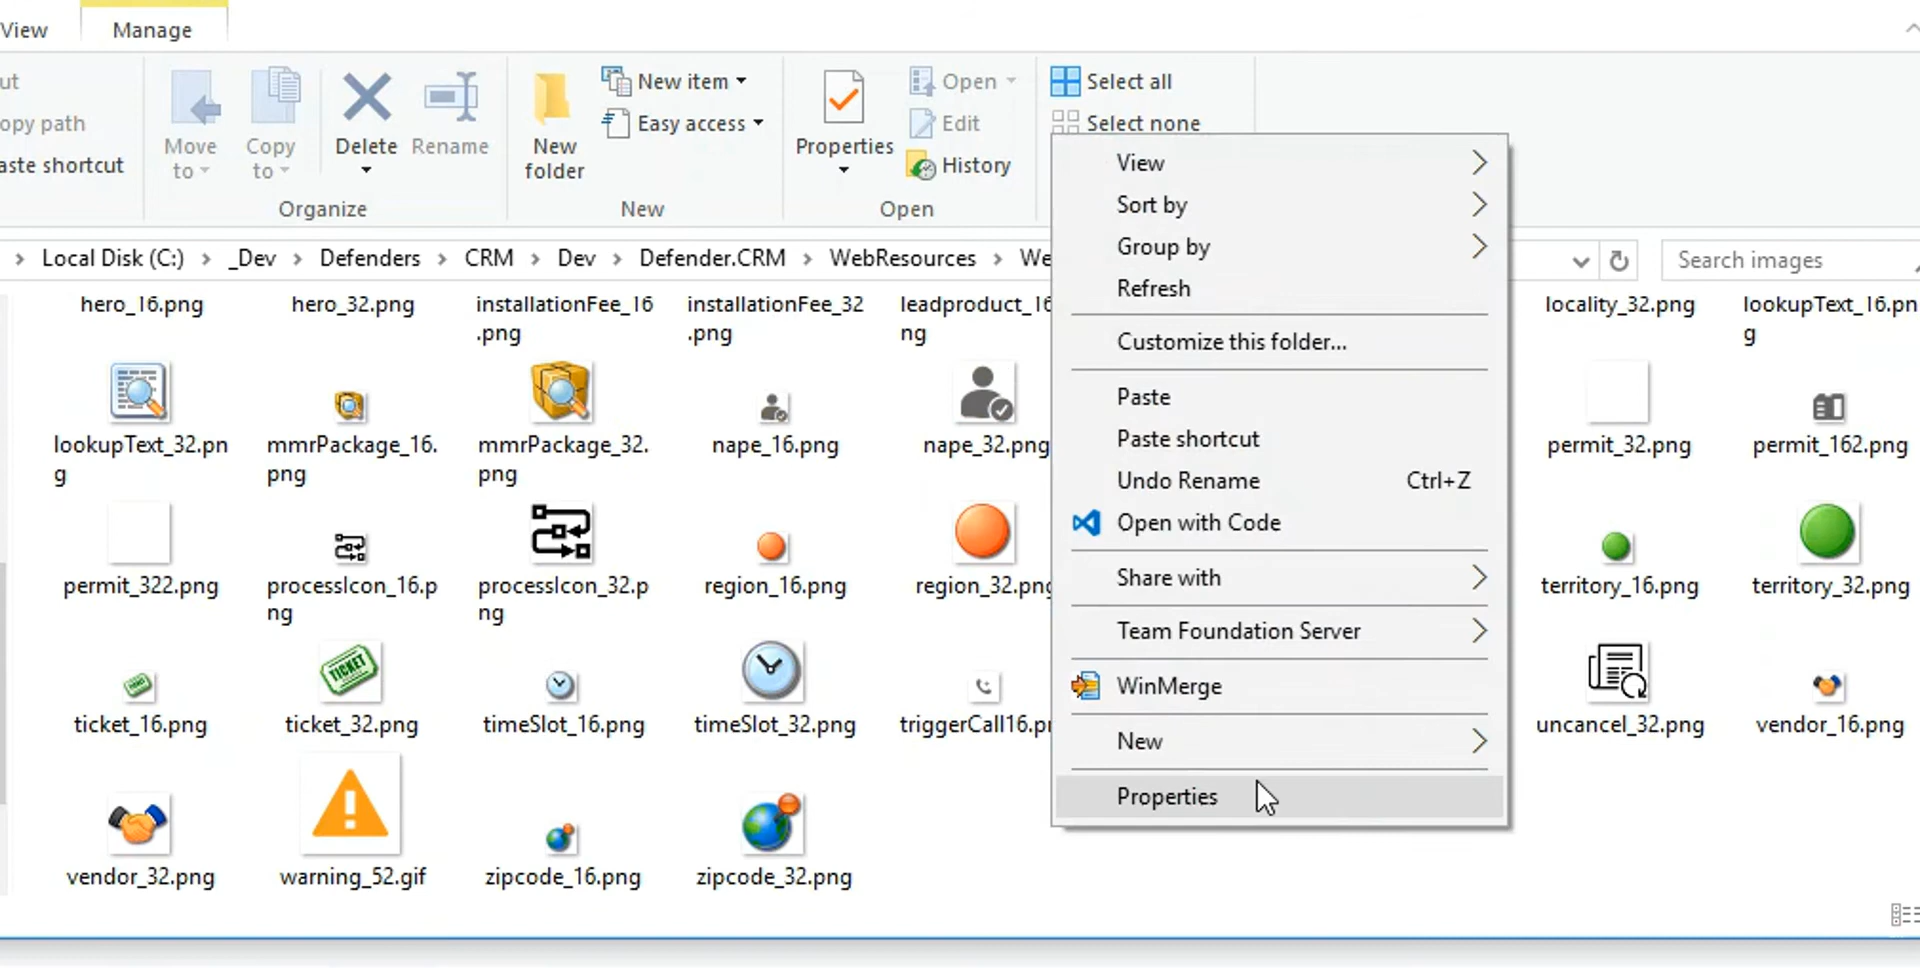 View Manage
ut
opy path
aste shortcut
Move to
Copy to
Delete
Rename
Organize
New folder
New item
Easy access
New
Properties
Open
Edit
History
Open
Select all
Select none
Local Disk (C:) _Dev Defenders CRM Dev Defender.CRM WebResources We
Search images
hero_16.png
hero_32.png
installationFee_16
.png
installationFee_32
.png
leadproduct_16
ng
locality_32.png
lookupText_16.pn
g
lookupText_32.pn
g
mmrPackage_16.
png
mmrPackage_32.
png
nape_16.png
nape_32.png
permit_32.png
permit_162.png
permit_322.png
processIcon_16.p
ng
processIcon_32.p
ng
region_16.png
region_32.png
territory_16.png
territory_32.png
TICKET
ticket_16.png
ticket_32.png
timeSlot_16.png
timeSlot_32.png
triggerCall16.p
uncancel_32.png
vendor_16.png
vendor_32.png
warning_52.gif
zipcode_16.png
zipcode_32.png
View
Sort by
Group by
Refresh
Customize this folder...
Paste
Paste shortcut
Undo Rename Ctrl+Z
Open with Code
Share with
Team Foundation Server
WinMerge
New
Properties